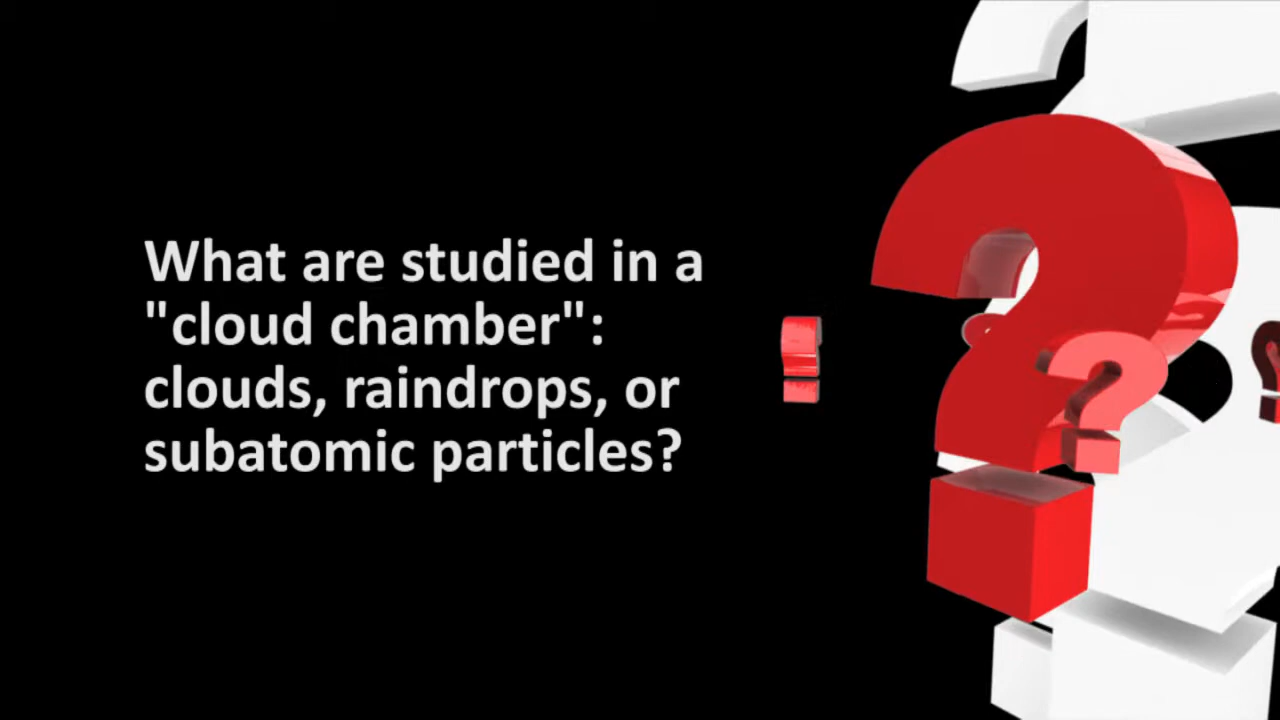 What are studied in a
"cloud chamber":
clouds, raindrops, or
subatomic particles?